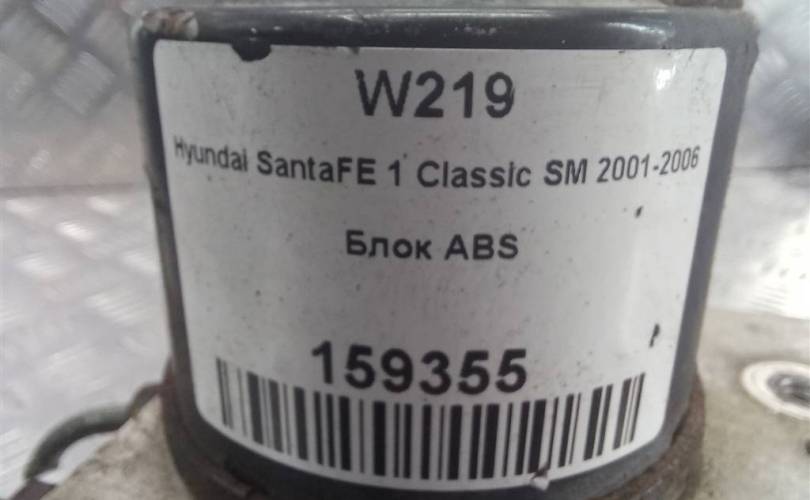 W219
Hyundai SantaFE 1 Classic SM 2001-2006
Блок ABS
159355